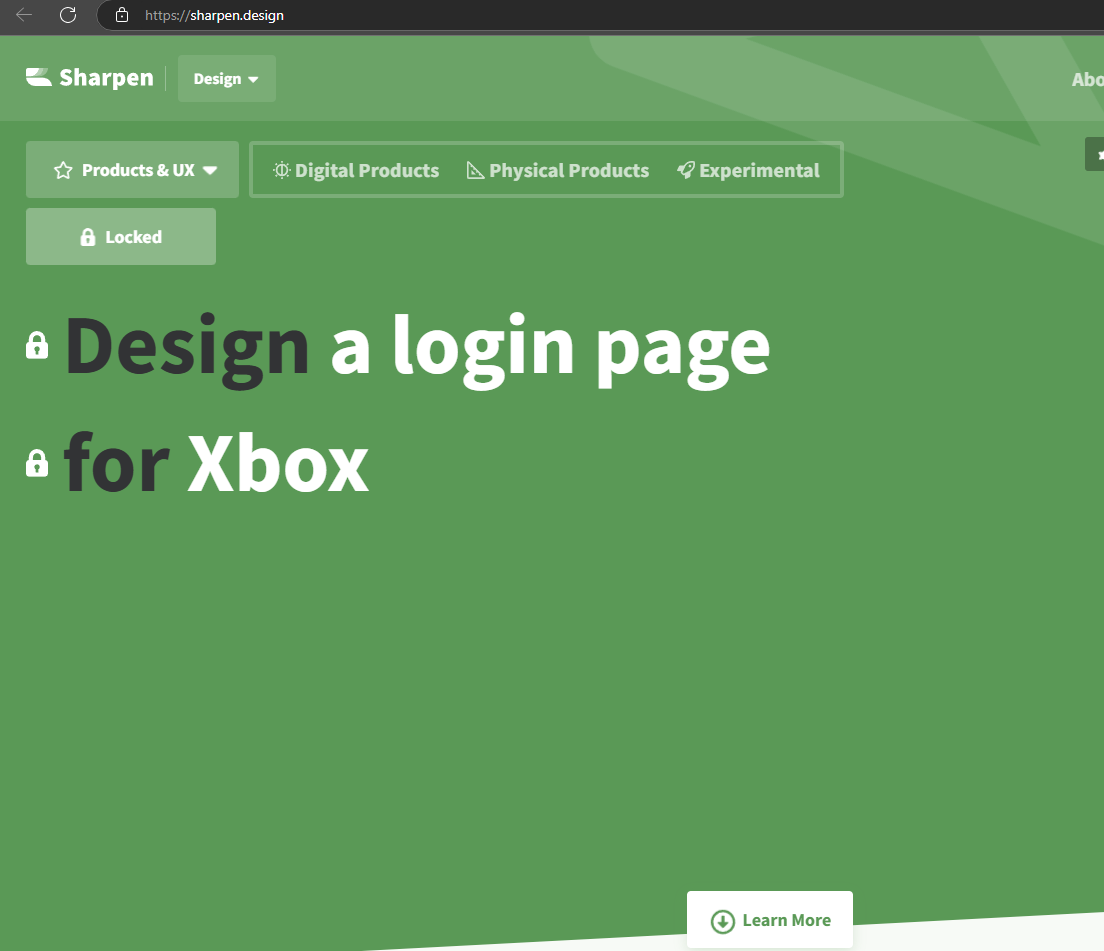 https://sharpen.design
Sharpen Design
Products & UX Digital Products Physical Products Experimental
Locked
Design a login page
for Xbox
Learn More